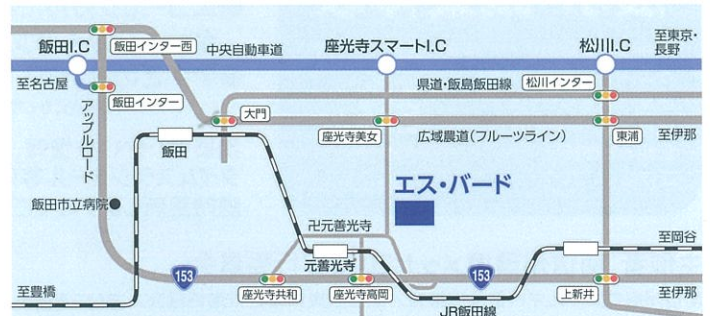 飯田I.C
飯田インター西
中央自動車道
座光寺スマートI.C
松川I.C
至東京・
長野
至名古屋
飯田インター
県道・飯島飯田線
松川インター
アップルロード
大門
座光寺美女
広域農道(フルーツライン)
東浦
至伊那
飯田
エス・バード
飯田市立病院
卍元善光寺
元善光寺
至岡谷
153
153
至豊橋
座光寺共和
座光寺高岡
上新井
至伊那
JR飯田線